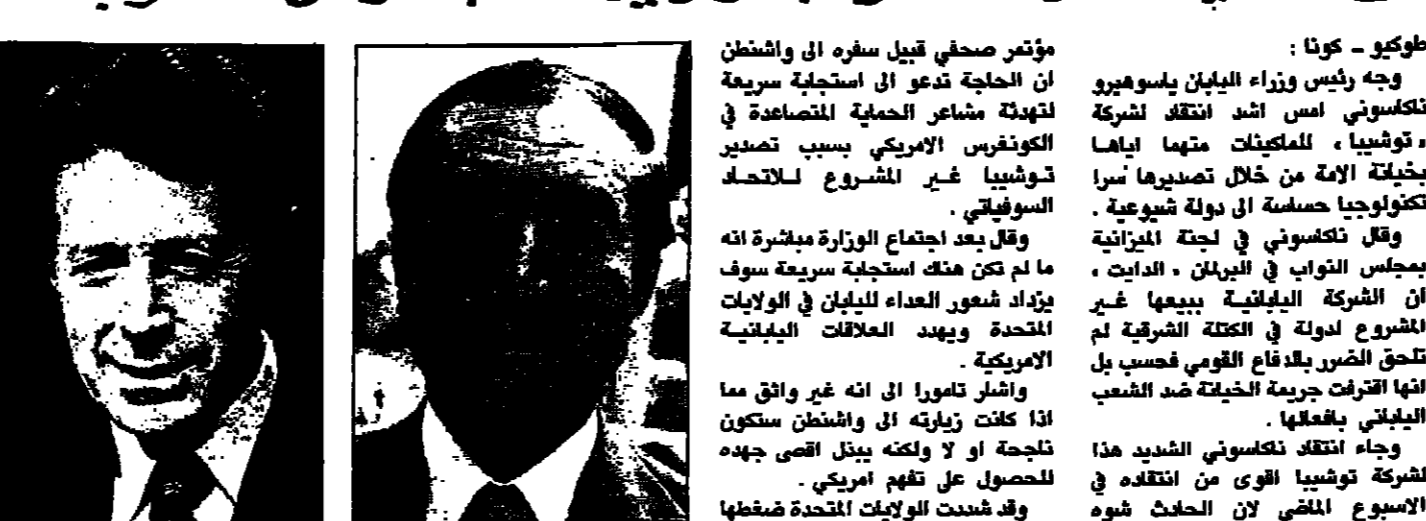 طوكيو - كونا :
وجه رئيس وزراء اليابان ياسوهيرو
ناكاسوني امس اشد انتقاد لشركة
، توشيبا ، للماكينات متهما اياها
بخيانة الامة من خلال تصديرها سرا
تكنولوجيا حساسة الى دولة شيوعية .
وقال ناكاسوني في لجنة الميزانية
بمجلس النواب في البرلمان ، الدايت ،
ان الشركة اليابانية ببيعها غير
المشروع لدولة في الكتلة الشرقية لم
تلحق الضرر بالدفاع القومي فحسب بل
انها اقترفت جريمة الخيانة ضد الشعب
الياباني بافعالها .
وجاء انتقاد ناكاسوني الشديد هذا
لشركة توشيبا اقوى من انتقاده في
الاسبوع الماضي لان الحادث شوه
مؤتمر صحفي قبيل سفره الى واشنطن
ان الحاجة تدعو الى استجابة سريعة
لتهدئة مشاعر الحماية المتصاعدة في
الكونغرس الامريكي بسبب تصدير
توشيبا غير المشروع للاتحاد
السوفياتي .
وقال بعد اجتماع الوزارة مباشرة انه
ما لم تكن هناك استجابة سريعة سوف
يزداد شعور العداء لليابان في الولايات
المتحدة ويهدد العلاقات اليابانية
الامريكية .
واشار تامورا الى انه غير واثق مما
اذا كانت زيارته الى واشنطن ستكون
ناجحة او لا ولكنه يبذل اقصى جهده
للحصول على تفهم امريكي .
وقد شددت الولايات المتحدة ضغطها